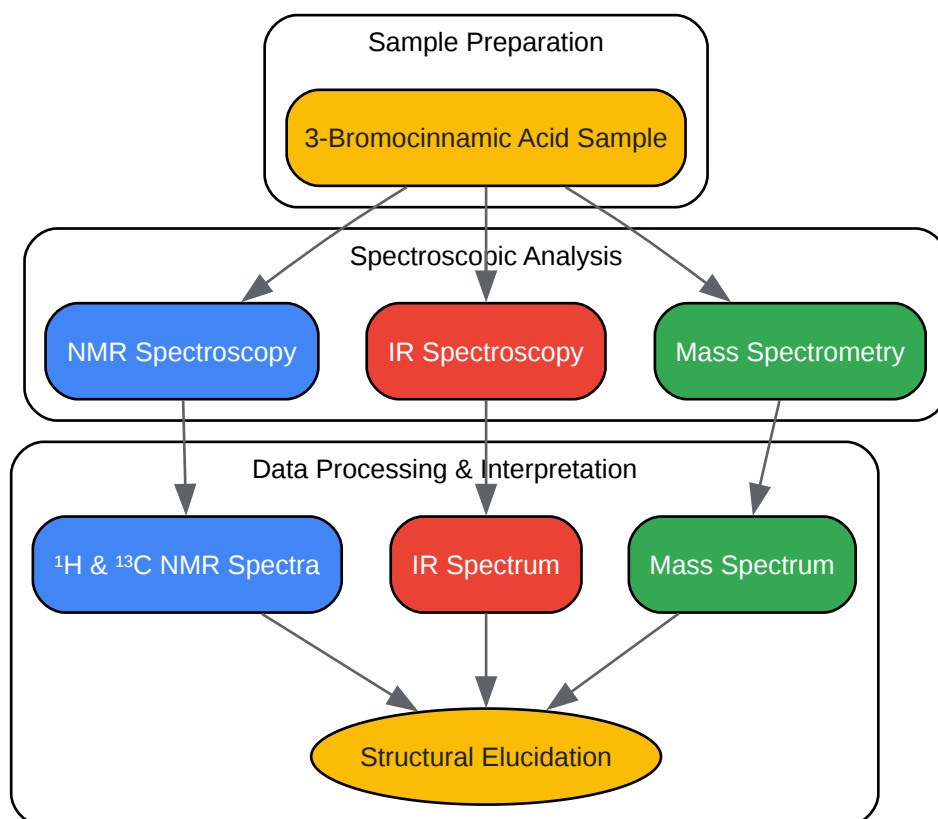 Sample Preparation
3-Bromocinnamic Acid Sample
Spectroscopic Analysis
NMR Spectroscopy
IR Spectroscopy
Mass Spectrometry
Data Processing & Interpretation
¹H & ¹³C NMR Spectra
IR Spectrum
Mass Spectrum
Structural Elucidation